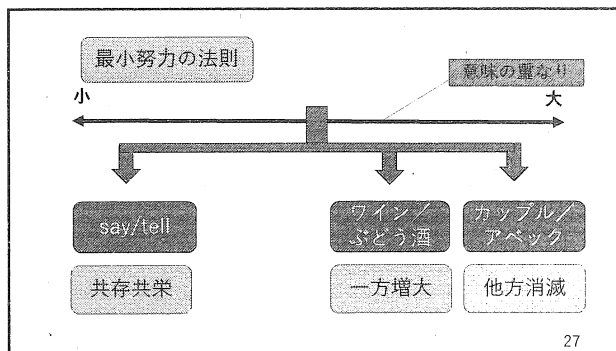 最小努力の法則
意味の重なり
小
大
say/tell
ワイン／
ぶどう酒
カップル／
アベック
共存共栄
一方増大
他方消滅
27